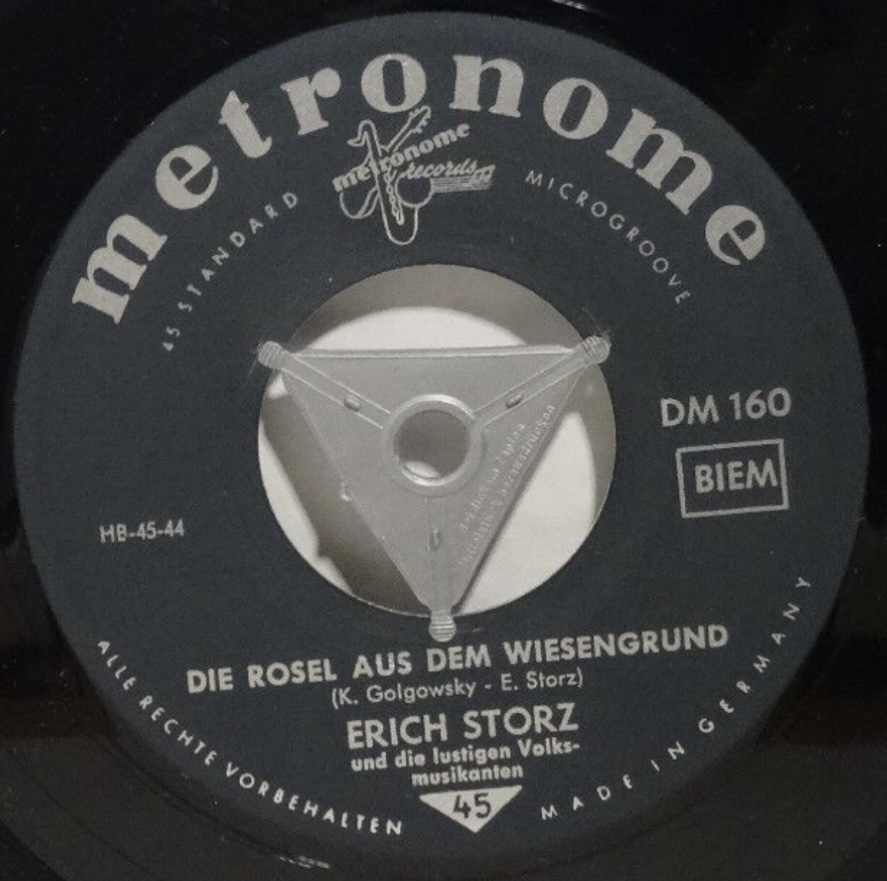 metronome
metronome
records
45 STANDARD
MICROGROOVE
DM 160
BIEM
HB-45-44
DIE ROSEL AUS DEM WIESENGRUND
(K. Golgowsky - E. Storz)
ERICH STORZ
und die lustigen Volks-
musikanten
45
ALLE RECHTE VORBEHALTEN
MADE IN GERMANY